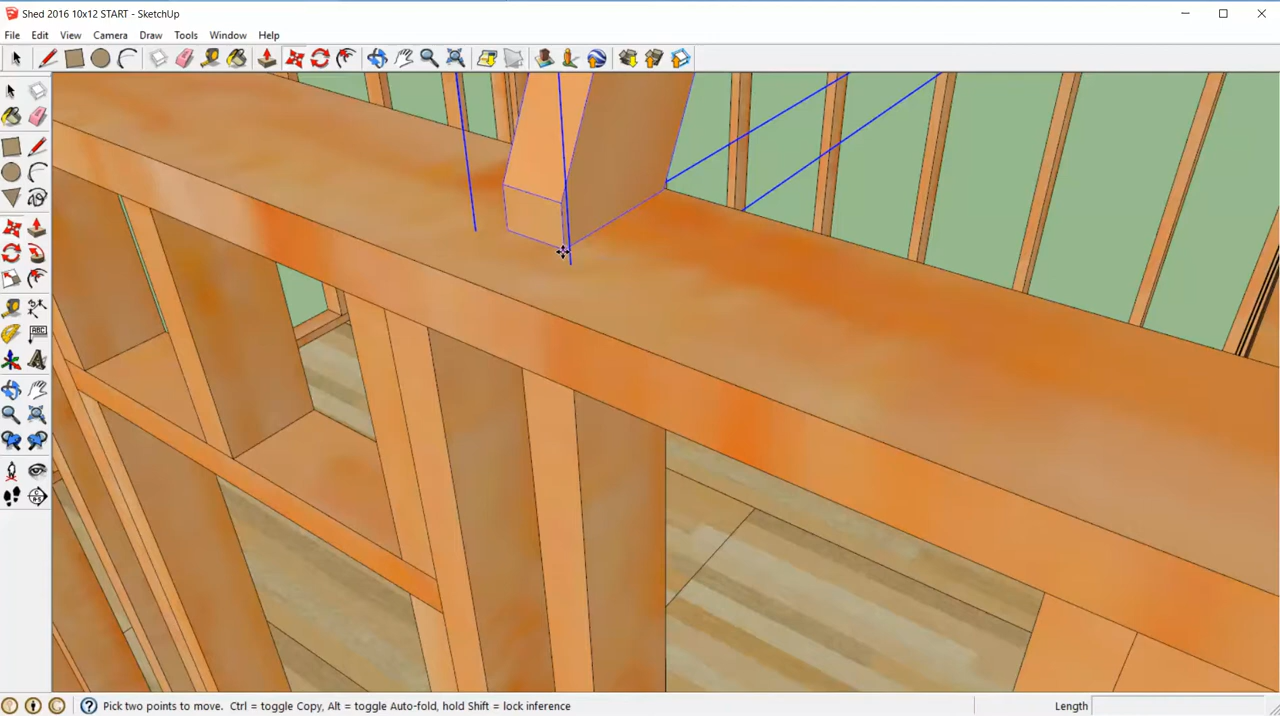 Shed 2016 10x12 START - SketchUp
File Edit View Camera Draw Tools Window Help
ABC
Pick two points to move. Ctrl = toggle Copy, Alt = toggle Auto-fold, hold Shift = lock inference
Length